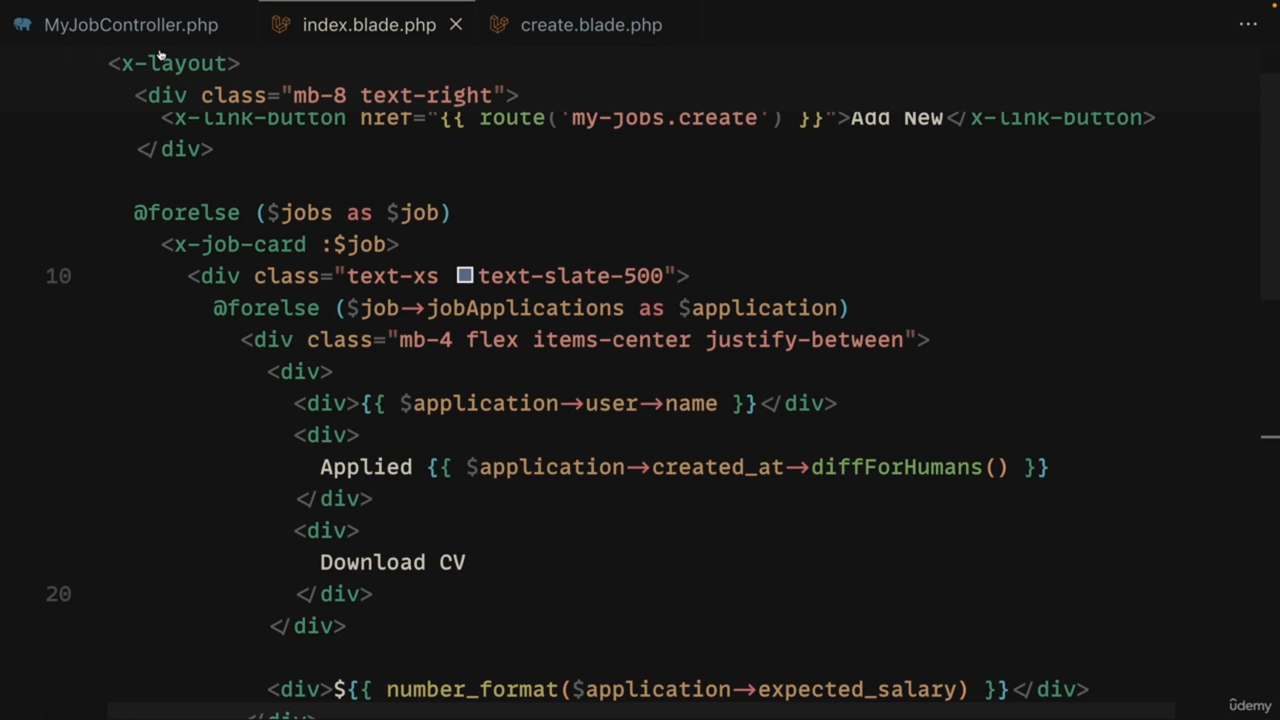 MyJobController.php index.blade.php × create.blade.php ...
<x-layout>
<div class="mb-8 text-right">
<x-link-button href="{{ route('my-jobs.create') }}">Add New</x-link-button>
</div>
@forelse ($jobs as $job)
<x-job-card :$job>
10 <div class="text-xs text-slate-500">
@forelse ($job->jobApplications as $application)
<div class="mb-4 flex items-center justify-between">
<div>
<div>{{ $application->user->name }}</div>
<div>
Applied {{ $application->created_at->diffForHumans() }}
</div>
<div>
Download CV
20 </div>
</div>
<div>${{ number_format($application->expected_salary) }}</div>
</div>
ûdemy